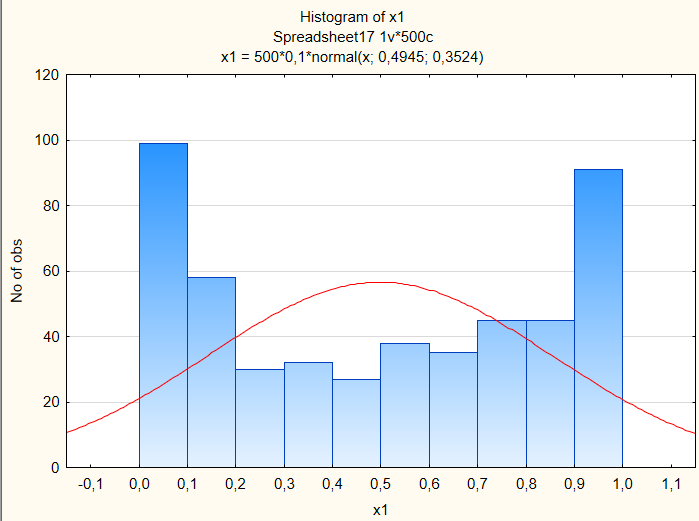 Histogram of x1
Spreadsheet17 1v*500c
x1 = 500*0,1*normal(x; 0,4945; 0,3524)
120
100
80
60
40
20
0
No of obs
-0,1 0,0 0,1 0,2 0,3 0,4 0,5 0,6 0,7 0,8 0,9 1,0 1,1
x1